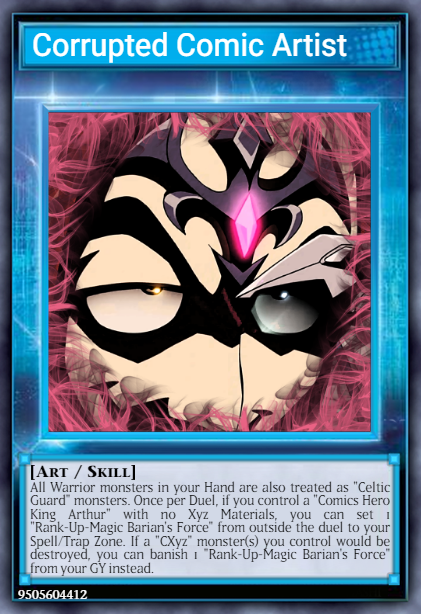 Corrupted Comic Artist
[Art / Skill]
All Warrior monsters in your Hand are also treated as "Celtic
Guard" monsters. Once per Duel, if you control a "Comics Hero
King Arthur" with no Xyz Materials, you can set 1
"Rank-Up-Magic Barian's Force" from outside the duel to your
Spell/Trap Zone. If a "CXyz" monster(s) you control would be
destroyed, you can banish 1 "Rank-Up-Magic Barian's Force"
from your GY instead.
9505604412